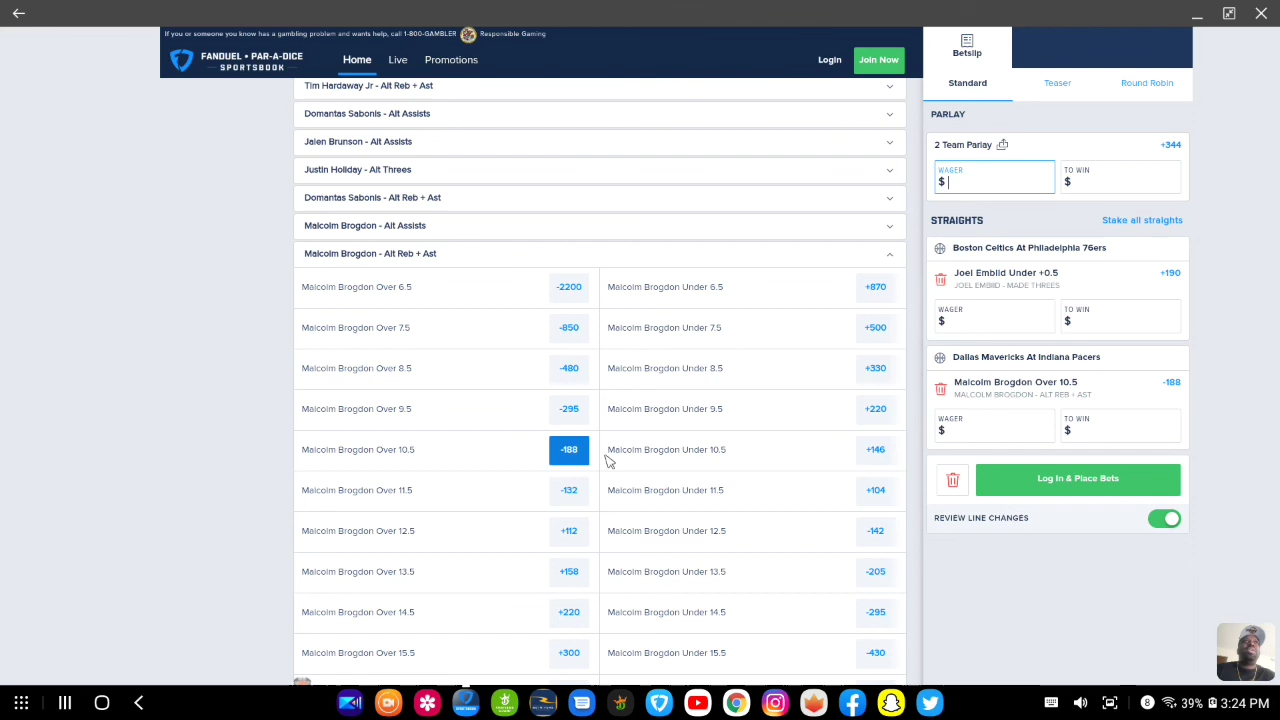 If you or someone you know has a gambling problem and wants help, call 1-800-GAMBLER Responsible Gaming
FANDUEL • PAR-A-DICE
SPORTSBOOK
Home
Live
Promotions
Login
Join Now
Tim Hardaway Jr - Alt Reb + Ast
Domantas Sabonis - Alt Assists
Jalen Brunson - Alt Assists
Justin Holiday - Alt Threes
Domantas Sabonis - Alt Reb + Ast
Malcolm Brogdon - Alt Assists
Malcolm Brogdon - Alt Reb + Ast
Malcolm Brogdon Over 6.5 -2200 Malcolm Brogdon Under 6.5 +870
Malcolm Brogdon Over 7.5 -850 Malcolm Brogdon Under 7.5 +500
Malcolm Brogdon Over 8.5 -480 Malcolm Brogdon Under 8.5 +330
Malcolm Brogdon Over 9.5 -295 Malcolm Brogdon Under 9.5 +220
Malcolm Brogdon Over 10.5 -188 Malcolm Brogdon Under 10.5 +146
Malcolm Brogdon Over 11.5 -132 Malcolm Brogdon Under 11.5 +104
Malcolm Brogdon Over 12.5 +112 Malcolm Brogdon Under 12.5 -142
Malcolm Brogdon Over 13.5 +158 Malcolm Brogdon Under 13.5 -205
Malcolm Brogdon Over 14.5 +220 Malcolm Brogdon Under 14.5 -295
Malcolm Brogdon Over 15.5 +300 Malcolm Brogdon Under 15.5 -430
Betslip
Standard Teaser Round Robin
PARLAY
2 Team Parlay +344
WAGER TO WIN
$ $
STRAIGHTS Stake all straights
Boston Celtics At Philadelphia 76ers
Joel Embiid Under +0.5 +190
JOEL EMBIID - MADE THREES
WAGER TO WIN
$ $
Dallas Mavericks At Indiana Pacers
Malcolm Brogdon Over 10.5 -188
MALCOLM BROGDON - ALT REB + AST
WAGER TO WIN
$ $
Log In & Place Bets
REVIEW LINE CHANGES
8 39% 3:24 PM